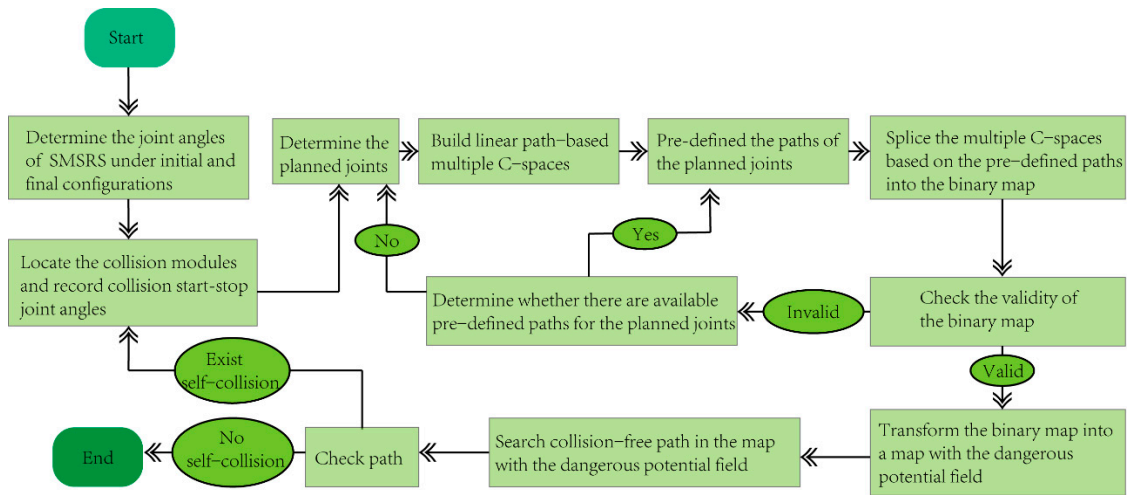 Start
Determine the joint angles
of SMSRS under initial and
final configurations
Locate the collision modules
and record collision start-stop
joint angles
Determine the
planned joints
Build linear path-based
multiple C-spaces
Pre-defined the paths of
the planned joints
Splice the multiple C-spaces
based on the pre-defined paths
into the binary map
No
Yes
Determine whether there are available
pre-defined paths for the planned joints
Invalid
Check the validity of
the binary map
Valid
Exist
self-collision
Transform the binary map into
a map with the dangerous
potential field
Search collision-free path in the map
with the dangerous potential field
Check path
No
self-collision
End